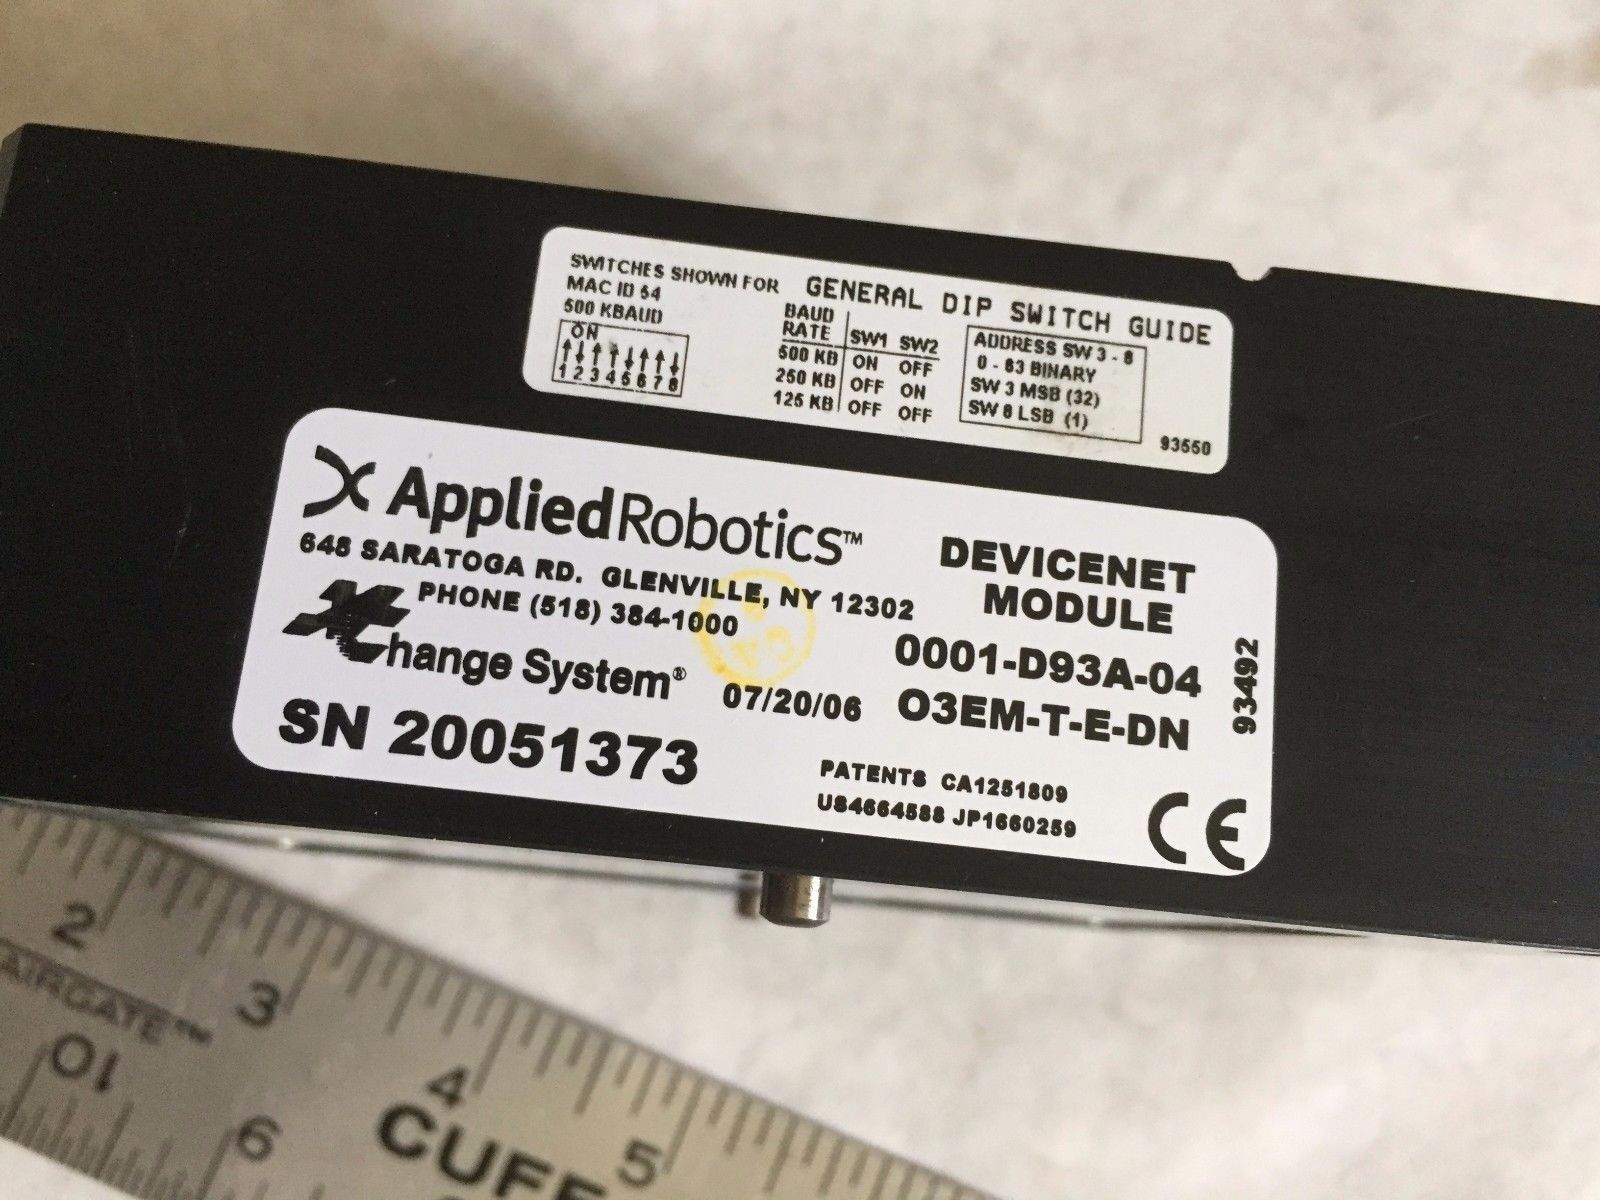 SWITCHES SHOWN FOR
MAC ID 54
500 KBAUD
ON
1 2 3 4 5 6 7 8
GENERAL DIP SWITCH GUIDE
BAUD
RATE SW1 SW2
500 KB ON OFF
250 KB OFF ON
125 KB OFF OFF
ADDRESS SW 3 - 8
0 - 63 BINARY
SW 3 MSB (32)
SW 8 LSB (1)
93550
AppliedRobotics™
648 SARATOGA RD. GLENVILLE, NY 12302
PHONE (518) 384-1000
XChange System®
07/20/06
SN 20051373
DEVICENET
MODULE
0001-D93A-04
O3EM-T-E-DN
93492
PATENTS CA1251809
US4664588 JP1660259
CE
2
3
4
5
AIRGATE™
10
6
CUFF